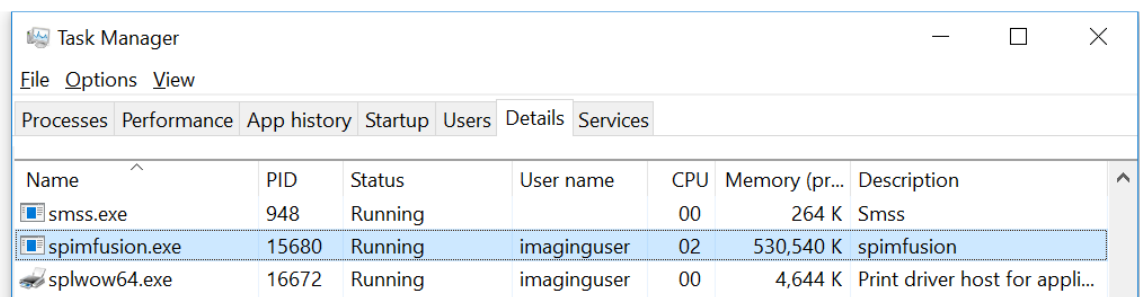 Task Manager
File Options View
Processes Performance App history Startup Users Details Services
Name PID Status User name CPU Memory (pr... Description
smss.exe 948 Running 00 264 K Smss
spimfusion.exe 15680 Running imaginguser 02 530,540 K spimfusion
splwow64.exe 16672 Running imaginguser 00 4,644 K Print driver host for appli...